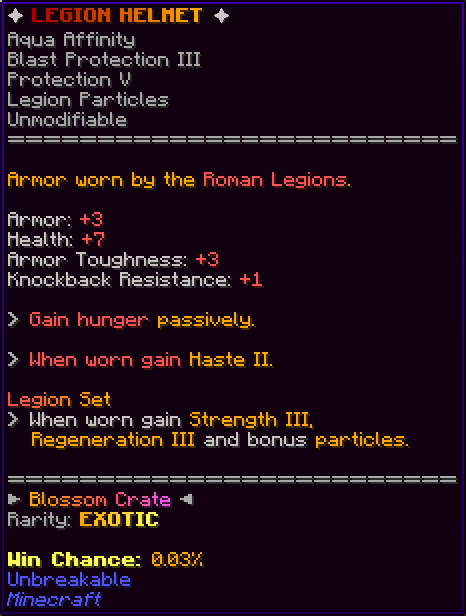 ✦ LEGION HELMET ✦
Aqua Affinity
Blast Protection III
Protection V
Legion Particles
Unmodifiable
==============================
Armor worn by the Roman Legions.
Armor: +3
Health: +7
Armor Toughness: +3
Knockback Resistance: +1
> Gain hunger passively.
> When worn gain Haste II.
Legion Set
> When worn gain Strength III,
Regeneration III and bonus particles.
==============================
► Blossom Crate ◄
Rarity: EXOTIC
Win Chance: 0.03%
Unbreakable
Minecraft